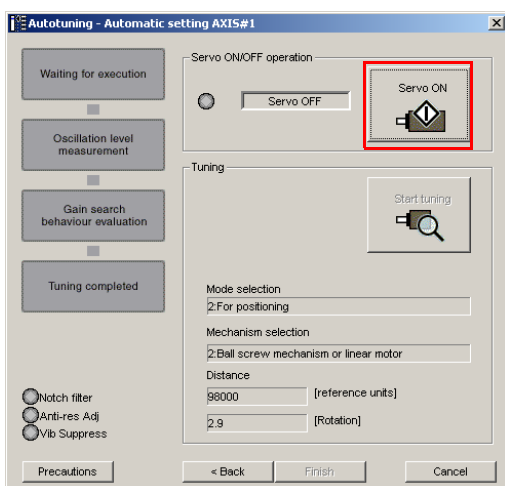 Autotuning - Automatic setting AXIS#1
Waiting for execution
Oscillation level
measurement
Gain search
behaviour evaluation
Tuning completed
Notch filter
Anti-res Adj
Vib Suppress
Precautions
Servo ON/OFF operation
Servo OFF
Servo ON
Tuning
Start tuning
Mode selection
2:For positioning
Mechanism selection
2:Ball screw mechanism or linear motor
Distance
98000 [reference units]
2.9 [Rotation]
< Back
Finish
Cancel